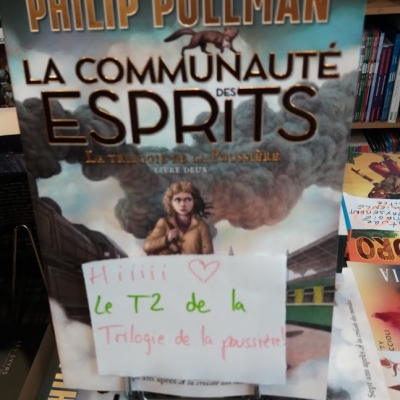 PHILIP PULLMAN
LA COMMUNAUTÉ
DES
ESPRITS
LA TRILOGIE DE LA POUSSIÈRE
LIVRE DEUX
Hiiiii ♡
Le T2 de la
Trilogie de la poussière!